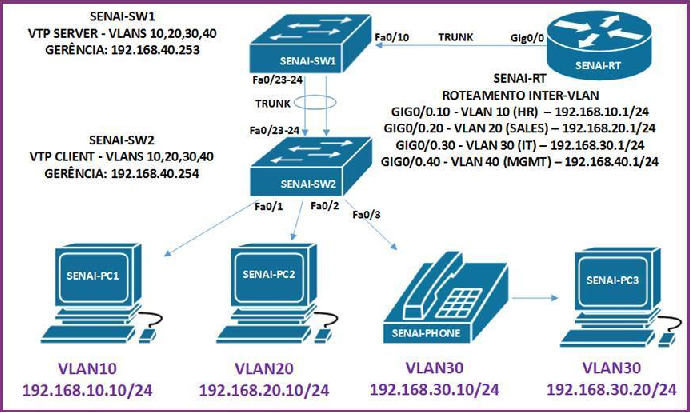 SENAI-SW1
VTP SERVER - VLANS 10,20,30,40
GERÊNCIA: 192.168.40.253
SENAI-SW1
Fa0/10
TRUNK
Gig0/0
SENAI-RT
Fa0/23-24
TRUNK
Fa0/23-24
SENAI-RT
ROTEAMENTO INTER-VLAN
GIG0/0.10 - VLAN 10 (HR) – 192.168.10.1/24
GIG0/0.20 - VLAN 20 (SALES) – 192.168.20.1/24
GIG0/0.30 - VLAN 30 (IT) – 192.168.30.1/24
GIG0/0.40 - VLAN 40 (MGMT) – 192.168.40.1/24
SENAI-SW2
VTP CLIENT - VLANS 10,20,30,40
GERÊNCIA: 192.168.40.254
SENAI-SW2
Fa0/1
Fa0/2
Fa0/3
SENAI-PC1
SENAI-PC2
SENAI-PHONE
SENAI-PC3
VLAN10
192.168.10.10/24
VLAN20
192.168.20.10/24
VLAN30
192.168.30.10/24
VLAN30
192.168.30.20/24